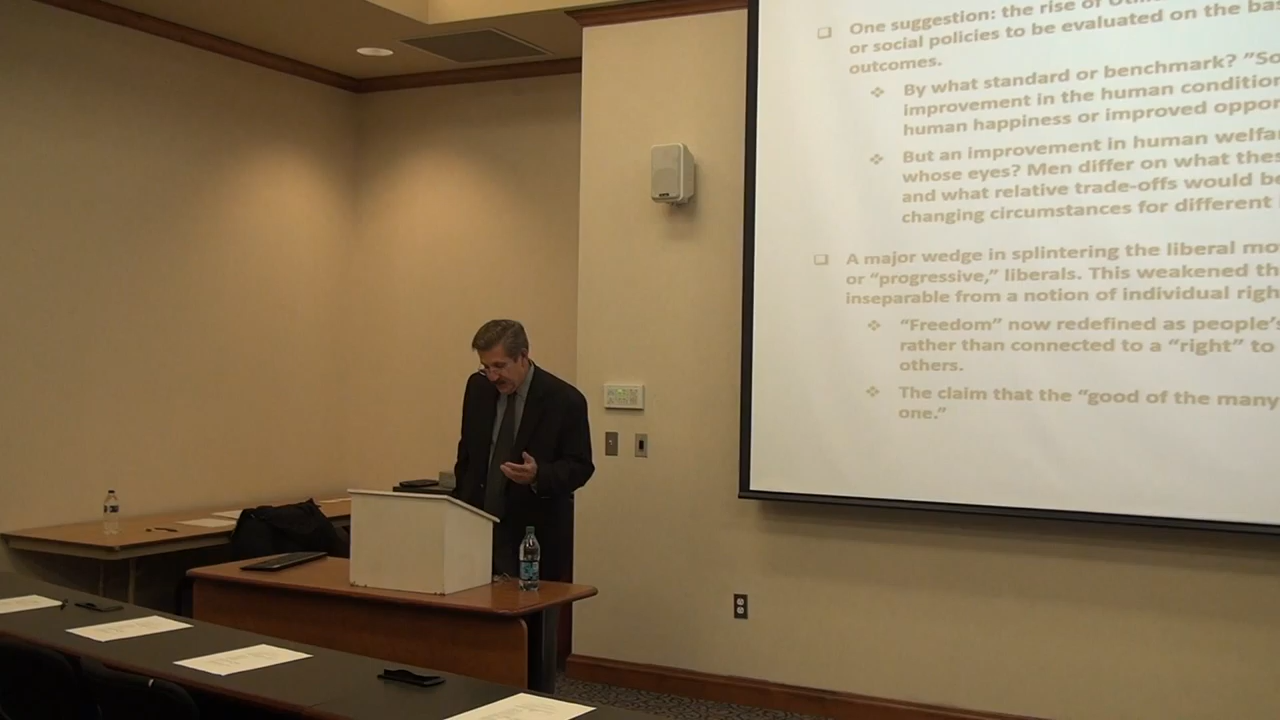 One suggestion: the rise of
or social policies to be evaluated on the
outcomes.
By what standard or benchmark? "So
improvement in the human condition
human happiness or improved oppor
But an improvement in human welfa
whose eyes? Men differ on what thes
and what relative trade-offs would be
changing circumstances for different
A major wedge in splintering the liberal mo
or “progressive,” liberals. This weakened th
inseparable from a notion of individual righ
“Freedom” now redefined as people’
rather than connected to a “right” to
others.
The claim that the “good of the many
one.”